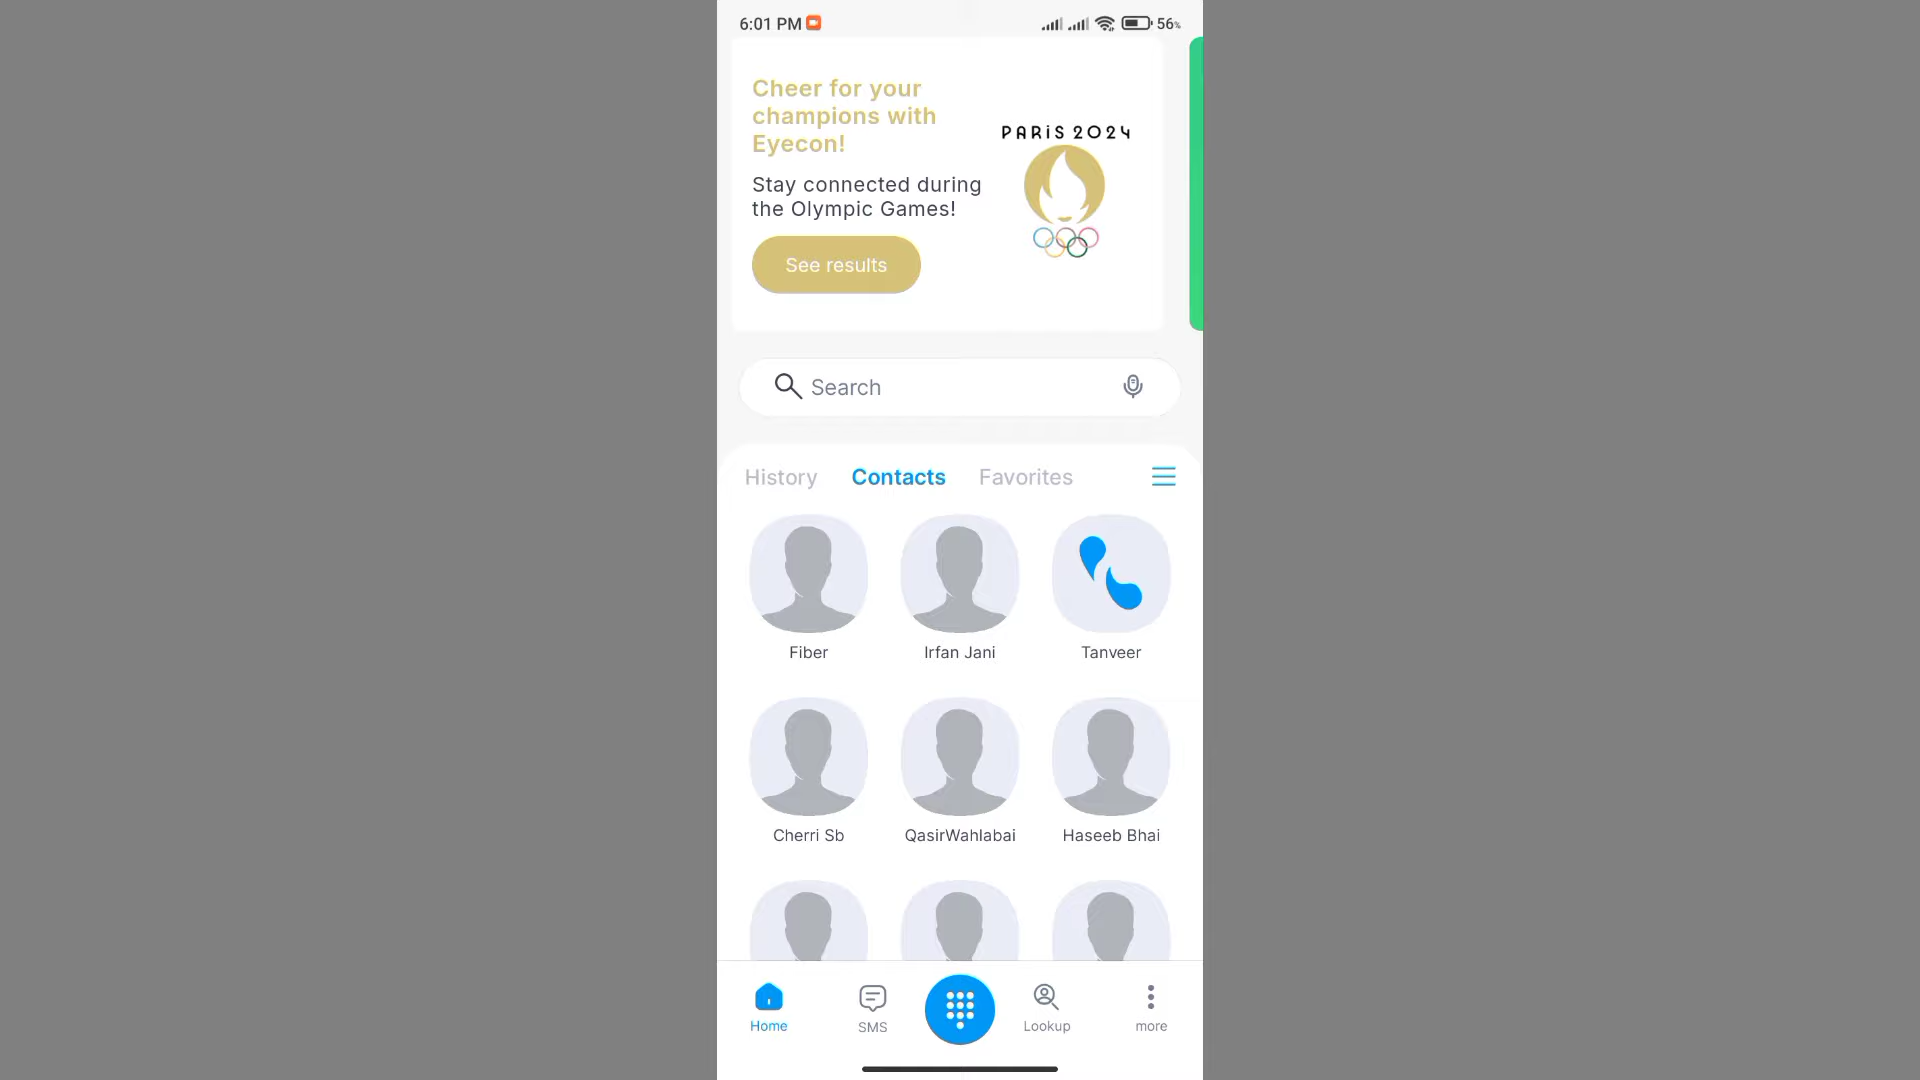 6:01 PM
56%
Cheer for your
champions with
Eyecon!
PARiS 2024
Stay connected during
the Olympic Games!
See results
Search
History Contacts Favorites
Fiber Irfan Jani Tanveer
Cherri Sb QasirWahlabai Haseeb Bhai
Home SMS Lookup more